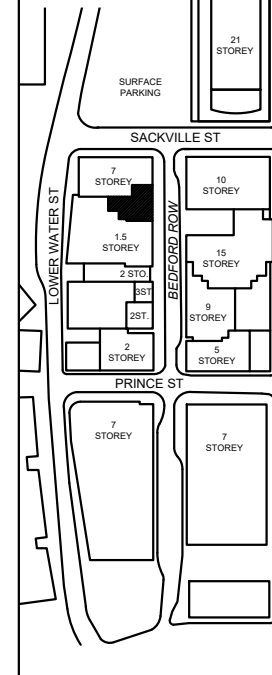 21
STOREY
SURFACE
PARKING
SACKVILLE ST
7
STOREY
10
STOREY
LOWER WATER ST
BEDFORD ROW
1.5
STOREY
15
STOREY
2 STO.
3ST
9
STOREY
2ST.
2
STOREY
5
STOREY
PRINCE ST
7
STOREY
7
STOREY